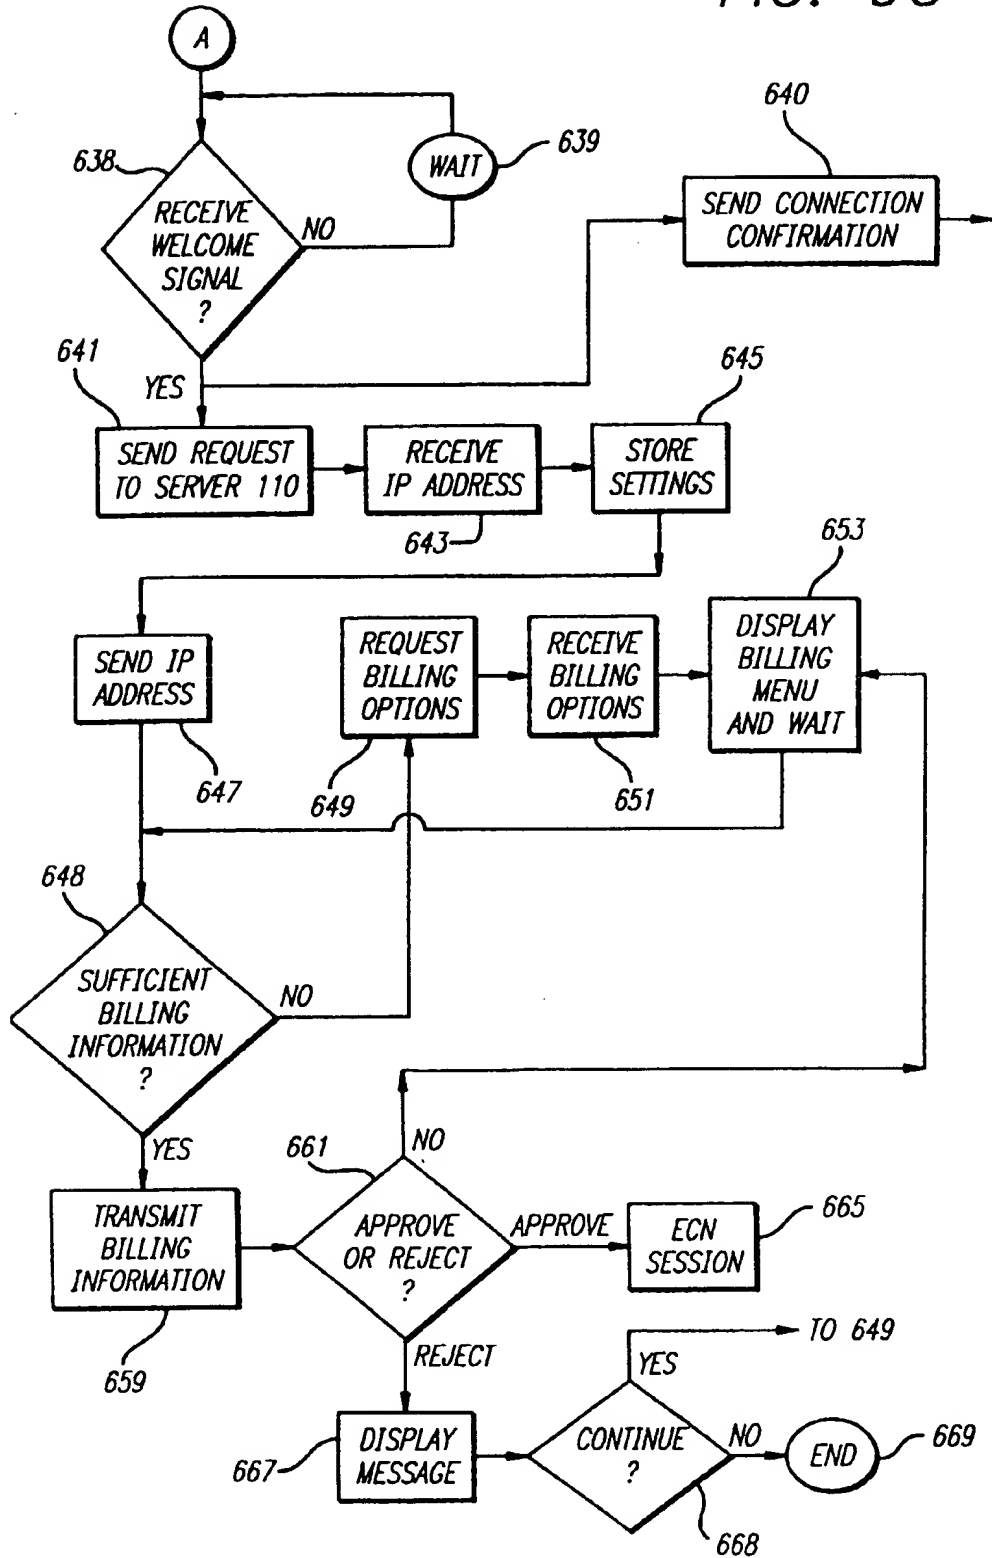 A
638
RECEIVE
WELCOME
SIGNAL
?
NO
WAIT
639
640
SEND CONNECTION
CONFIRMATION
YES
641
SEND REQUEST
TO SERVER 110
RECEIVE
IP ADDRESS
643
645
STORE
SETTINGS
SEND IP
ADDRESS
647
REQUEST
BILLING
OPTIONS
649
RECEIVE
BILLING
OPTIONS
651
653
DISPLAY
BILLING
MENU
AND WAIT
648
SUFFICIENT
BILLING
INFORMATION
?
NO
YES
TRANSMIT
BILLING
INFORMATION
659
661
APPROVE
OR REJECT
?
NO
APPROVE
ECN
SESSION
665
REJECT
DISPLAY
MESSAGE
667
CONTINUE
?
668
YES
TO 649
NO
END
669